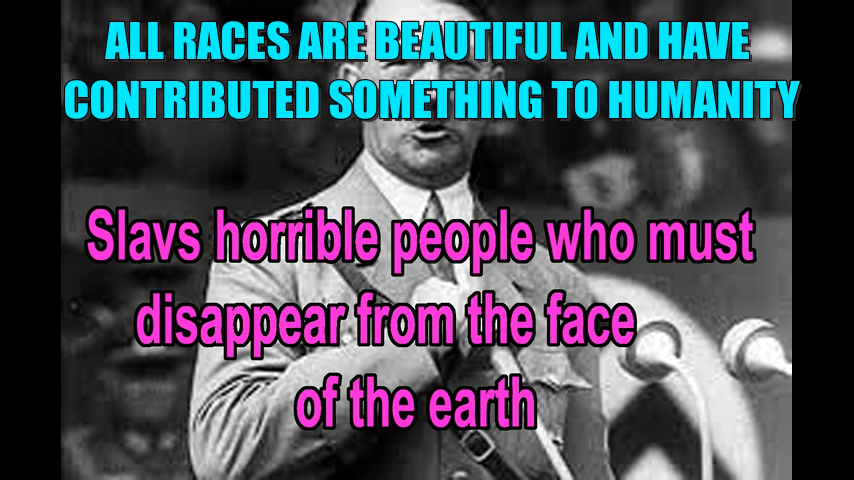 ALL RACES ARE BEAUTIFUL AND HAVE
CONTRIBUTED SOMETHING TO HUMANITY
Slavs horrible people who must
disappear from the face
of the earth